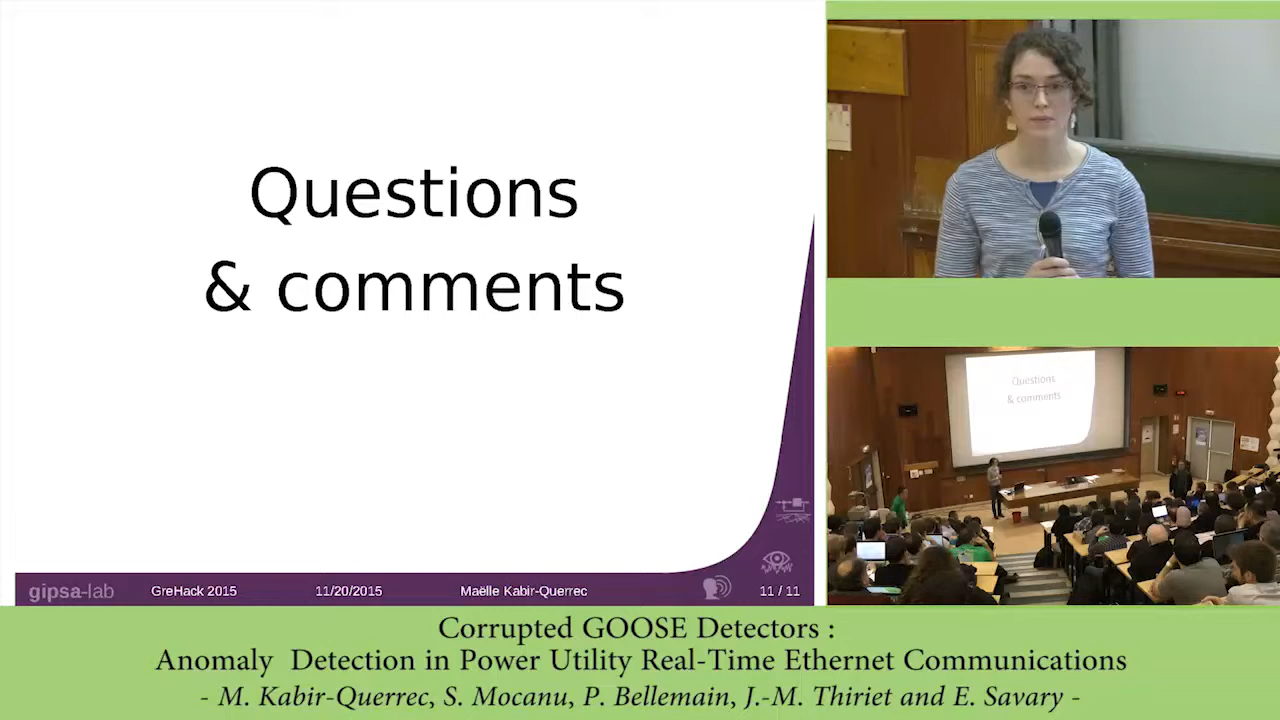 Questions
& comments
gipsa-lab GreHack 2015 11/20/2015 Maëlle Kabir-Querrec 11 / 11
Questions
& comments
Corrupted GOOSE Detectors :
Anomaly Detection in Power Utility Real-Time Ethernet Communications
- M. Kabir-Querrec, S. Mocanu, P. Bellemain, J.-M. Thiriet and E. Savary -